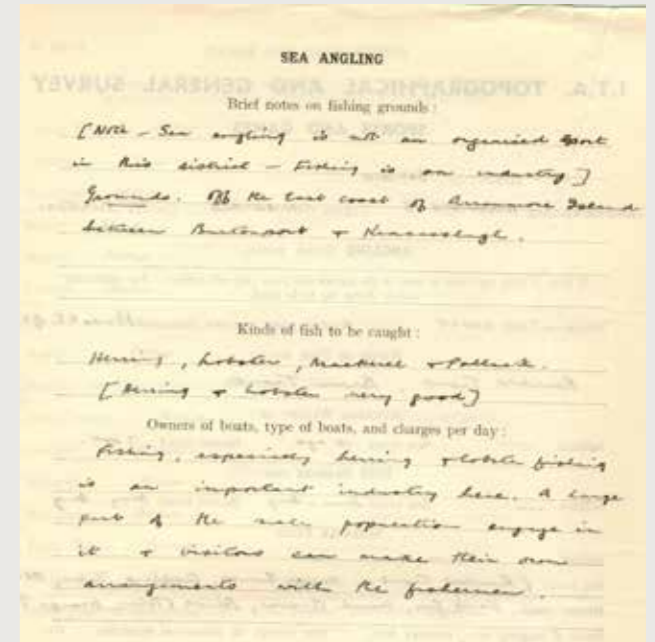 SEA ANGLING
Brief notes on fishing grounds :
[Note - Sea angling is not an organised sport
in this district - Fishing is an industry]
Grounds. Off the East coast of Arranmore Island
between Burtonport & Kincasslagh.
Kinds of fish to be caught :
Herring, Lobster, Mackerel & Pollack.
[Herring & lobster very good]
Owners of boats, type of boats, and charges per day :
Fishing, especially herring & lobster fishing
is an important industry here. A large
part of the male population engage in
it & visitors can make their own
arrangements with the fishermen.